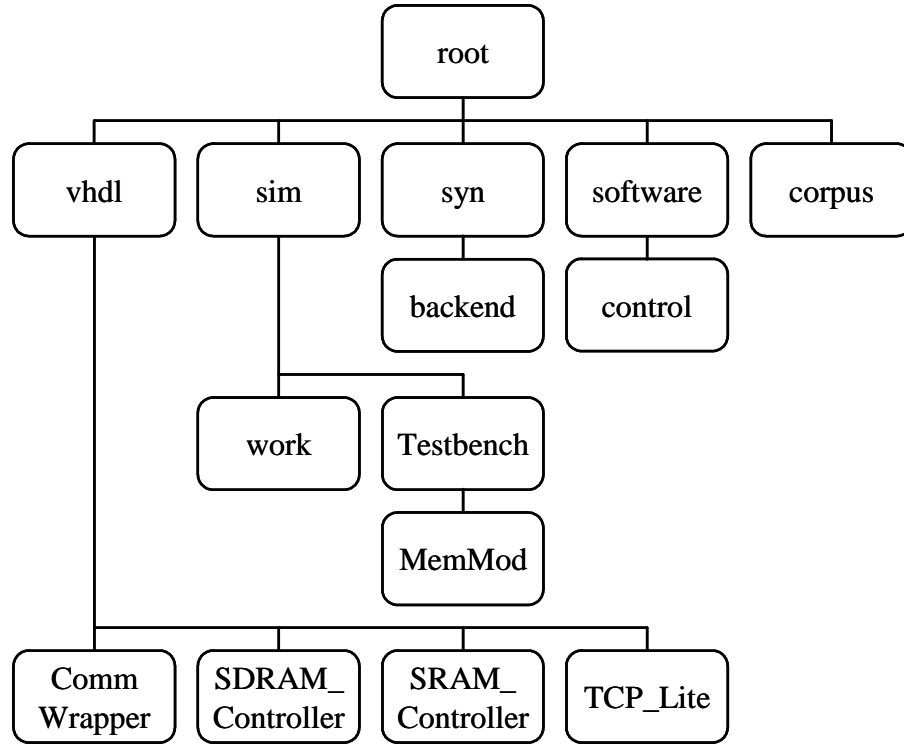 root
vhdl
sim
syn
software
corpus
backend
control
work
Testbench
MemMod
Comm
Wrapper
SDRAM_
Controller
SRAM_
Controller
TCP_Lite